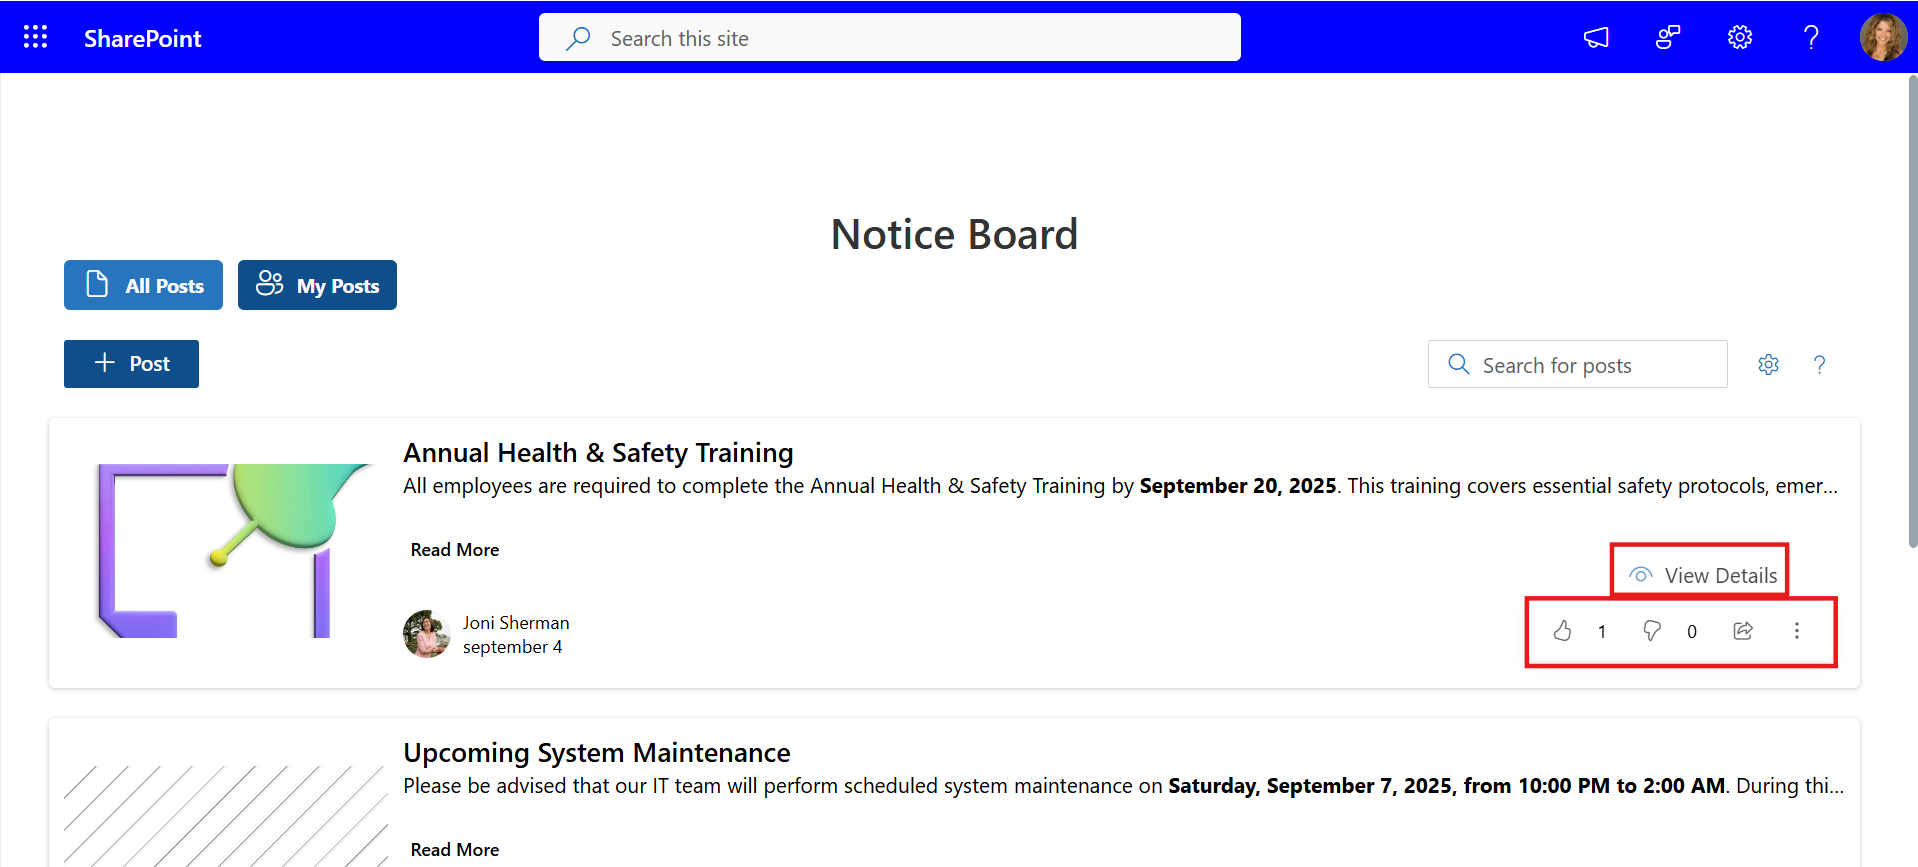 SharePoint
Search this site
Notice Board
All Posts
My Posts
Post
Search for posts
Annual Health & Safety Training
All employees are required to complete the Annual Health & Safety Training by September 20, 2025. This training covers essential safety protocols, emer...
Read More
View Details
Joni Sherman
september 4
1
0
Upcoming System Maintenance
Please be advised that our IT team will perform scheduled system maintenance on Saturday, September 7, 2025, from 10:00 PM to 2:00 AM. During thi...
Read More